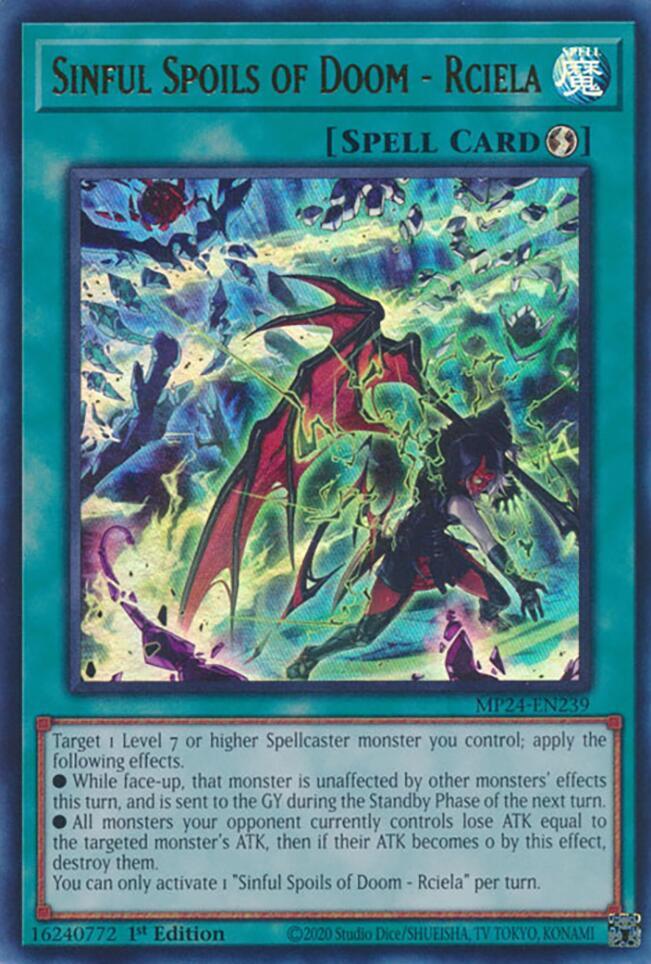 SINFUL SPOILS OF DOOM - RCIELA
SPELL
魔
[SPELL CARD]
MP24-EN239
Target 1 Level 7 or higher Spellcaster monster you control; apply the
following effects.
● While face-up, that monster is unaffected by other monsters' effects
this turn, and is sent to the GY during the Standby Phase of the next turn.
● All monsters your opponent currently controls lose ATK equal to
the targeted monster's ATK, then if their ATK becomes 0 by this effect,
destroy them.
You can only activate 1 "Sinful Spoils of Doom - Rciela" per turn.
16240772 1st Edition ©2020 Studio Dice/SHUEISHA, TV TOKYO, KONAMI